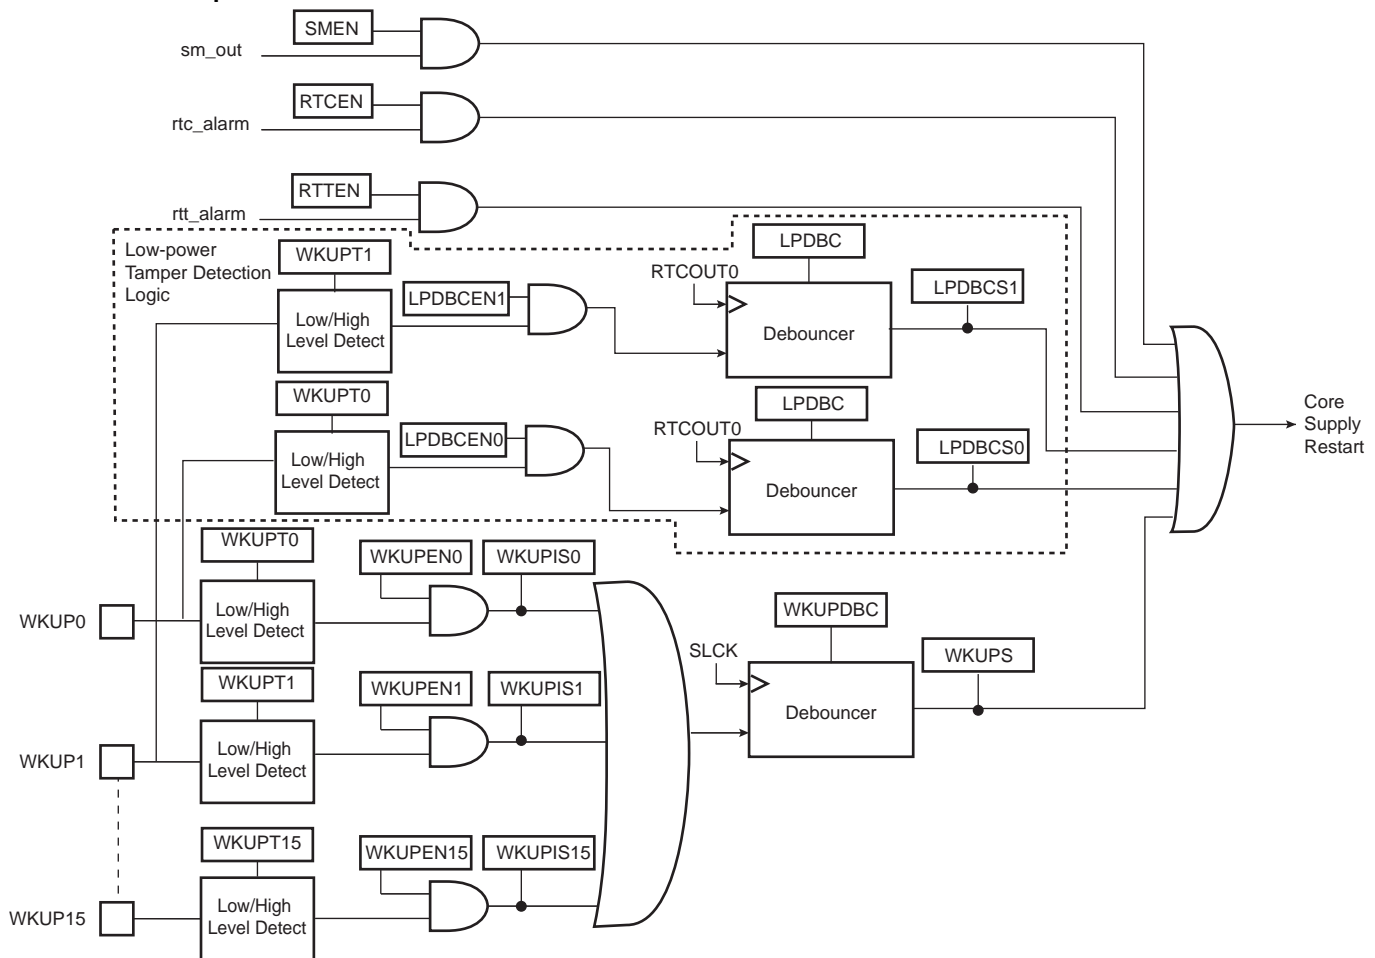 SMEN
sm_out
RTCEN
rtc_alarm
RTTEN
rtt_alarm
Low-power
Tamper Detection
Logic
WKUPT1
Low/High
Level Detect
LPDBCEN1
RTCOUT0
LPDBC
Debouncer
LPDBCS1
WKUPT0
Low/High
Level Detect
LPDBCEN0
RTCOUT0
LPDBC
Debouncer
LPDBCS0
Core
Supply
Restart
WKUP0
WKUPT0
Low/High
Level Detect
WKUPEN0
WKUPIS0
WKUP1
WKUPT1
Low/High
Level Detect
WKUPEN1
WKUPIS1
SLCK
WKUPDBC
Debouncer
WKUPS
WKUP15
WKUPT15
Low/High
Level Detect
WKUPEN15
WKUPIS15